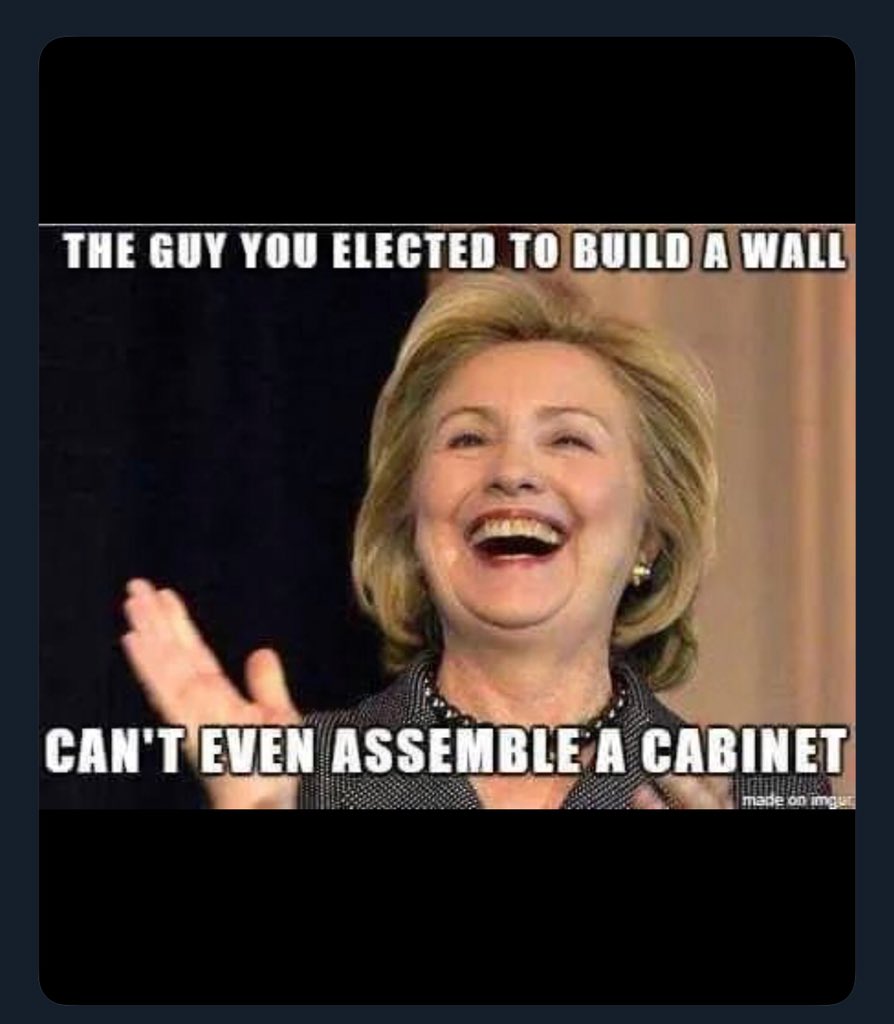 THE GUY YOU ELECTED TO BUILD A WALL
CAN'T EVEN ASSEMBLE A CABINET
made on imgur